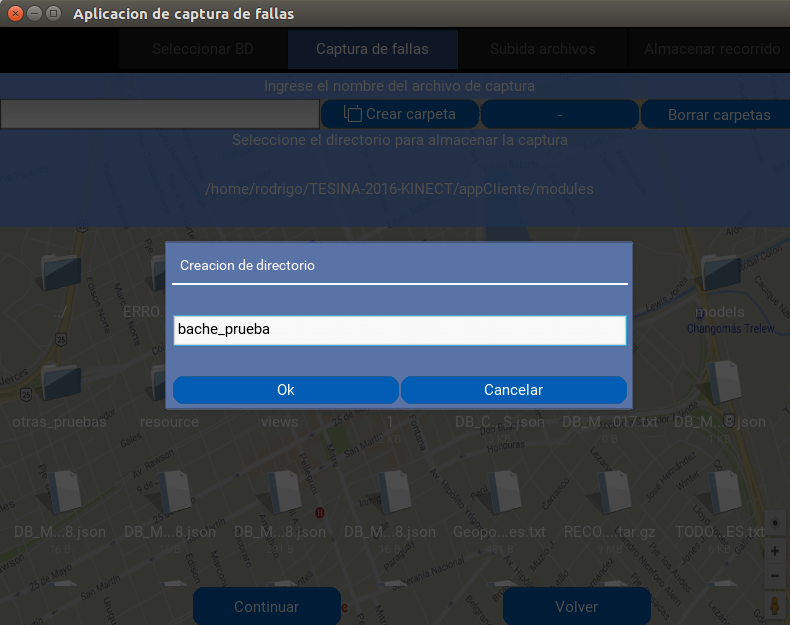 Aplicacion de captura de fallas
Seleccionar BD Captura de fallas Subida archivos Almacenar recorrido
Ingrese el nombre del archivo de captura
Crear carpeta - Borrar carpetas
Seleccione el directorio para almacenar la captura
/home/rodrigo/TESINA-2016-KINECT/appCliente/modules
Creacion de directorio
bache_prueba
Ok Cancelar
../ ERRO... models
Changomás Trelew
otras_pruebas resource views 1 DB_C...S.json DB_M...017.txt DB_M...8.json
DB_M...8.json DB_M...8.json DB_M...8.json DB_M...8.json Geopo...es.txt RECO...tar.gz TODO...ES.txt
Continuar Volver